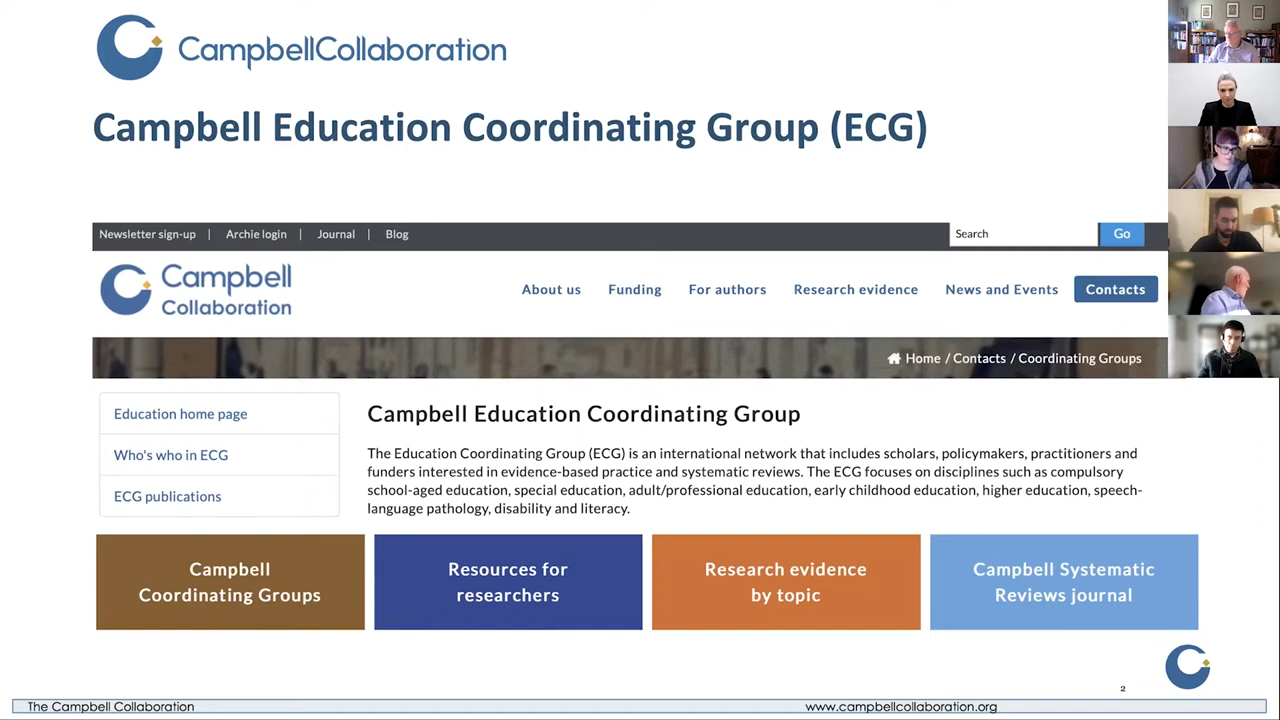 CampbellCollaboration
Campbell Education Coordinating Group (ECG)
Newsletter sign-up | Archie login | Journal | Blog
Search
Go
Campbell
Collaboration
About us
Funding
For authors
Research evidence
News and Events
Contacts
Home / Contacts / Coordinating Groups
Education home page
Who's who in ECG
ECG publications
Campbell Education Coordinating Group
The Education Coordinating Group (ECG) is an international network that includes scholars, policymakers, practitioners and
funders interested in evidence-based practice and systematic reviews. The ECG focuses on disciplines such as compulsory
school-aged education, special education, adult/professional education, early childhood education, higher education, speech-
language pathology, disability and literacy.
Campbell
Coordinating Groups
Resources for
researchers
Research evidence
by topic
Campbell Systematic
Reviews journal
2
The Campbell Collaboration
www.campbellcollaboration.org